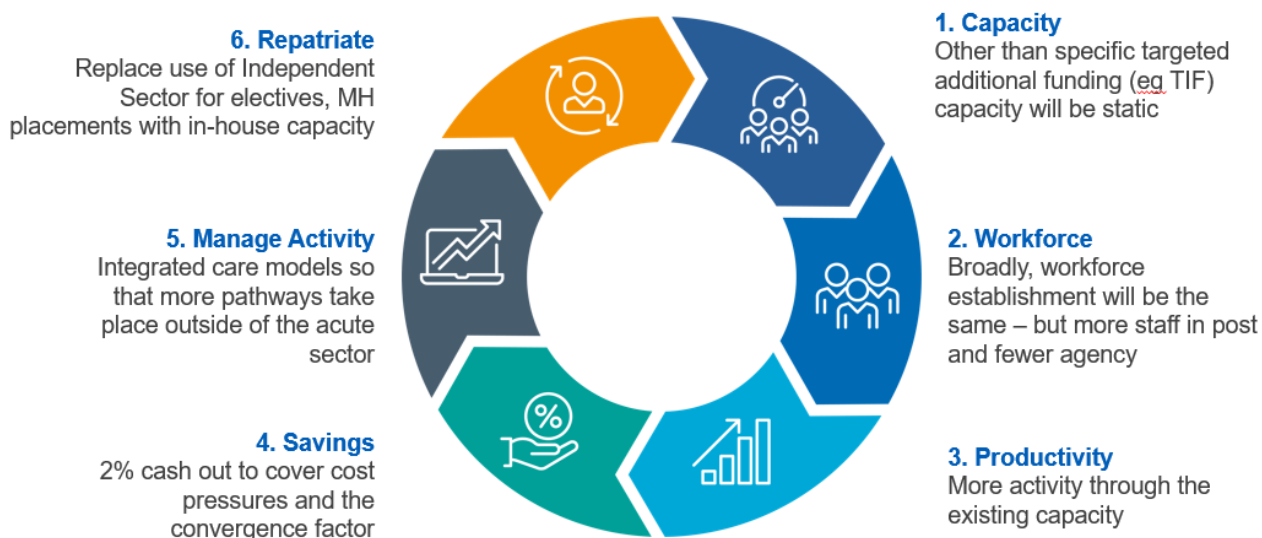 1. Capacity
Other than specific targeted
additional funding (eg TIF)
capacity will be static
2. Workforce
Broadly, workforce
establishment will be the
same – but more staff in post
and fewer agency
3. Productivity
More activity through the
existing capacity
4. Savings
2% cash out to cover cost
pressures and the
convergence factor
%
5. Manage Activity
Integrated care models so
that more pathways take
place outside of the acute
sector
6. Repatriate
Replace use of Independent
Sector for electives, MH
placements with in-house capacity